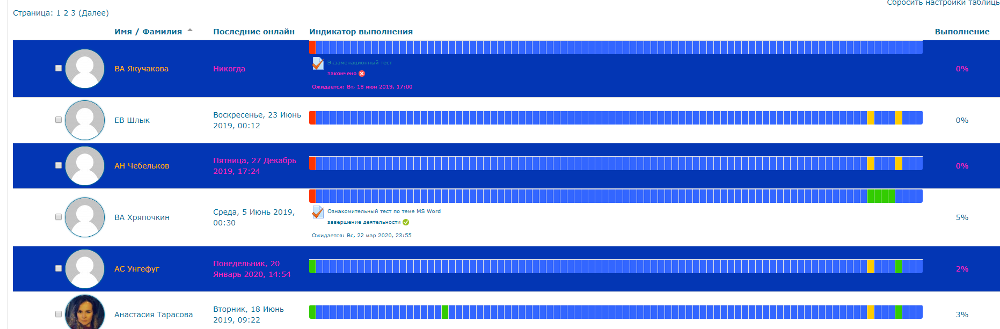 Сбросить настройки таблицы
Страница: 1 2 3 (Далее)
Имя / Фамилия Последние онлайн Индикатор выполнения Выполнение
ВА Якучакова Никогда 0%
Экзаменационный тест
закончено
Ожидается: Вт, 18 июн 2019, 17:00
ЕВ Шлык 0%
Воскресенье, 23 Июнь
2019, 00:12
АН Чебельков 0%
Пятница, 27 Декабрь
2019, 17:24
ВА Хряпочкин 5%
Среда, 5 Июнь 2019,
00:30
Ознакомительный тест по теме MS Word
завершение деятельности
Ожидается: Вс, 22 мар 2020, 23:55
АС Унгефуг 2%
Понедельник, 20
Январь 2020, 14:54
Анастасия Тарасова 3%
Вторник, 18 Июнь
2019, 09:22